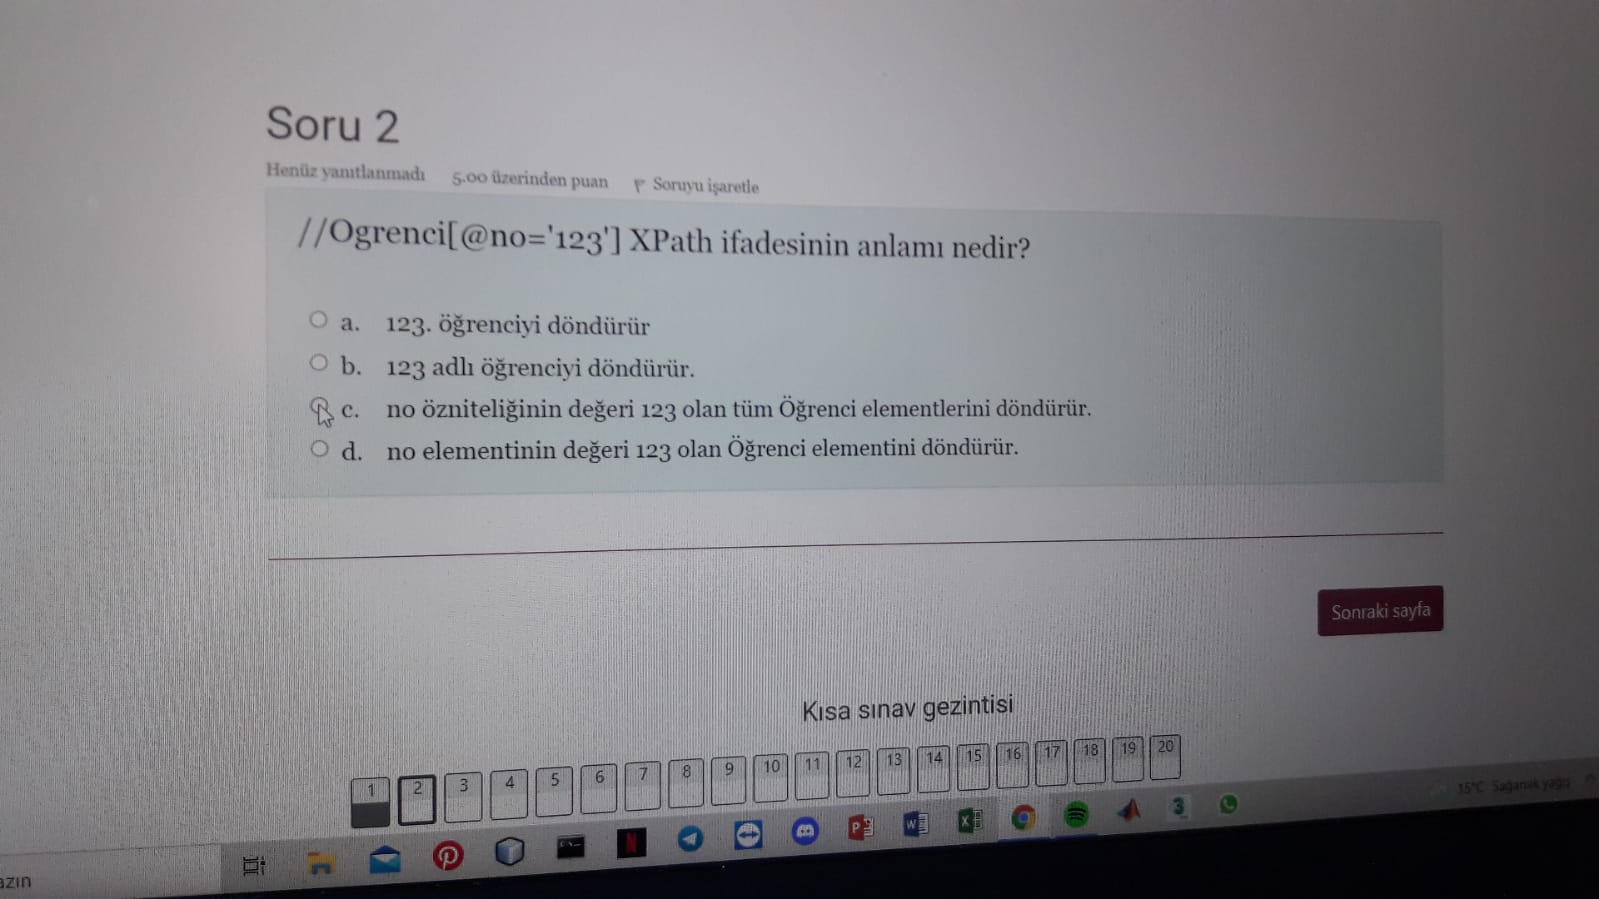 Soru 2
Henüz yanıtlanmadı 5.00 üzerinden puan Soruyu işaretle
//Ogrenci[@no='123'] XPath ifadesinin anlamı nedir?
a. 123. öğrenciyi döndürür
b. 123 adlı öğrenciyi döndürür.
c. no özniteliğinin değeri 123 olan tüm Öğrenci elementlerini döndürür.
d. no elementinin değeri 123 olan Öğrenci elementini döndürür.
Sonraki sayfa
Kısa sınav gezintisi
1 2 3 4 5 6 7 8 9 10 11 12 13 14 15 16 17 18 19 20
15°C Sağanak yağış
azın